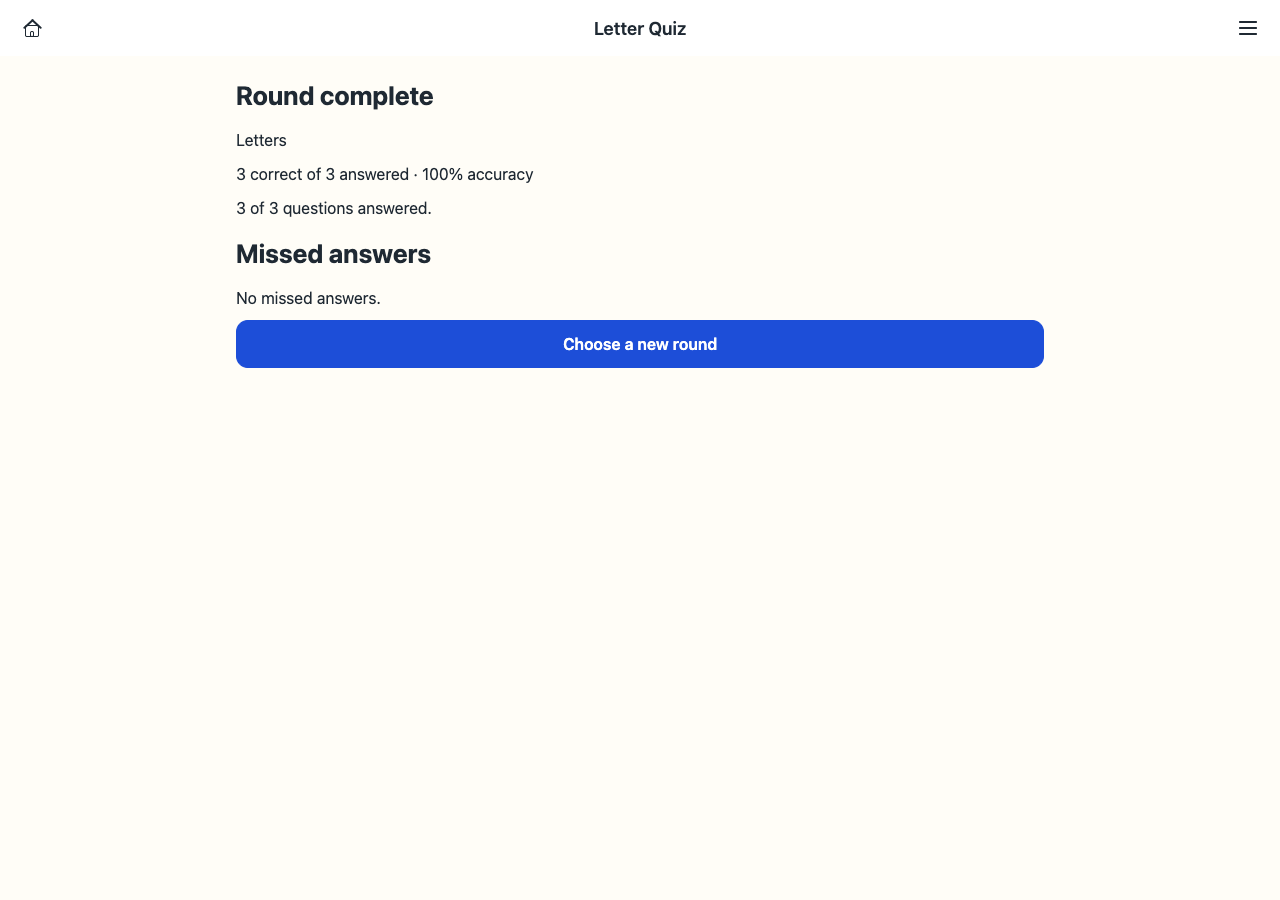 Letter Quiz
Round complete
Letters
3 correct of 3 answered · 100% accuracy
3 of 3 questions answered.
Missed answers
No missed answers.
Choose a new round